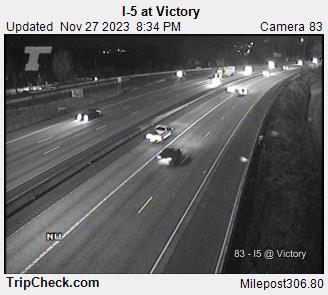 I-5 at Victory
Updated Nov 27 2023 8:34 PM Camera 83
NW
83 - I5 @ Victory
TripCheck.com Milepost306.80